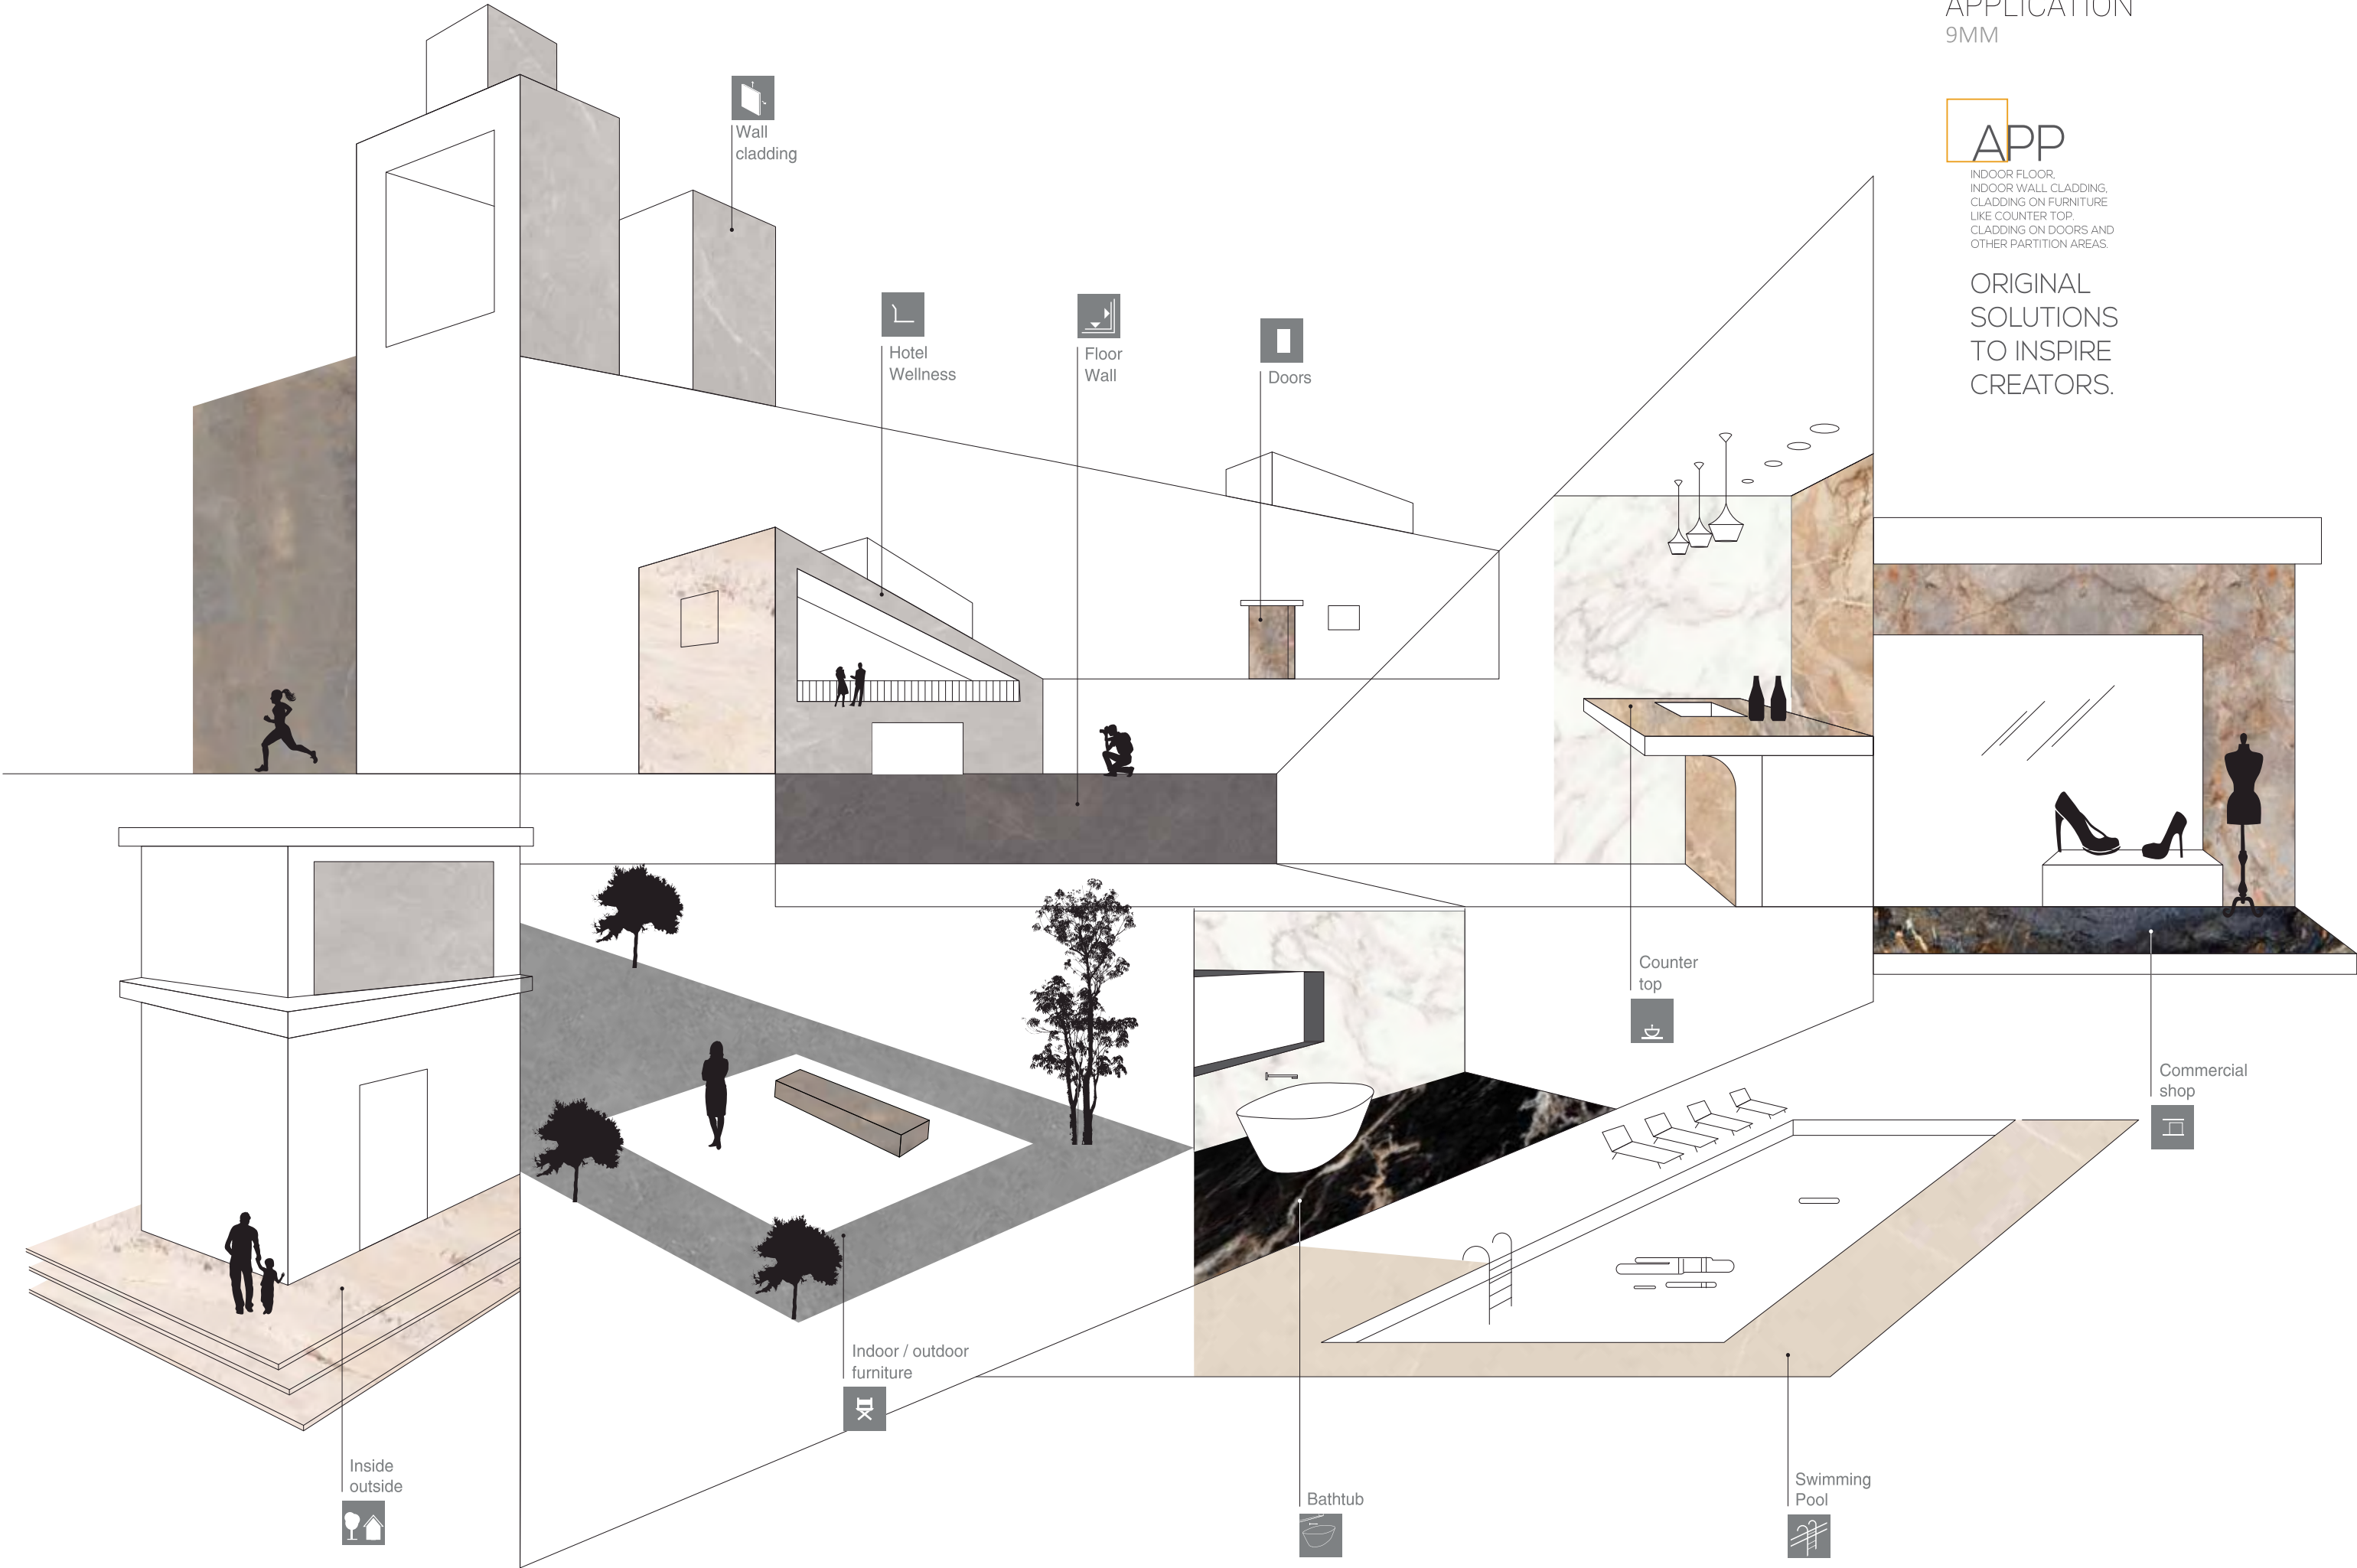 APPLICATION
9MM
APP
INDOOR FLOOR,
INDOOR WALL CLADDING,
CLADDING ON FURNITURE
LIKE COUNTER TOP.
CLADDING ON DOORS AND
OTHER PARTITION AREAS.
ORIGINAL
SOLUTIONS
TO INSPIRE
CREATORS.
Wall
cladding
Hotel
Wellness
Floor
Wall
Doors
Counter
top
Commercial
shop
Indoor / outdoor
furniture
Inside
outside
Bathtub
Swimming
Pool